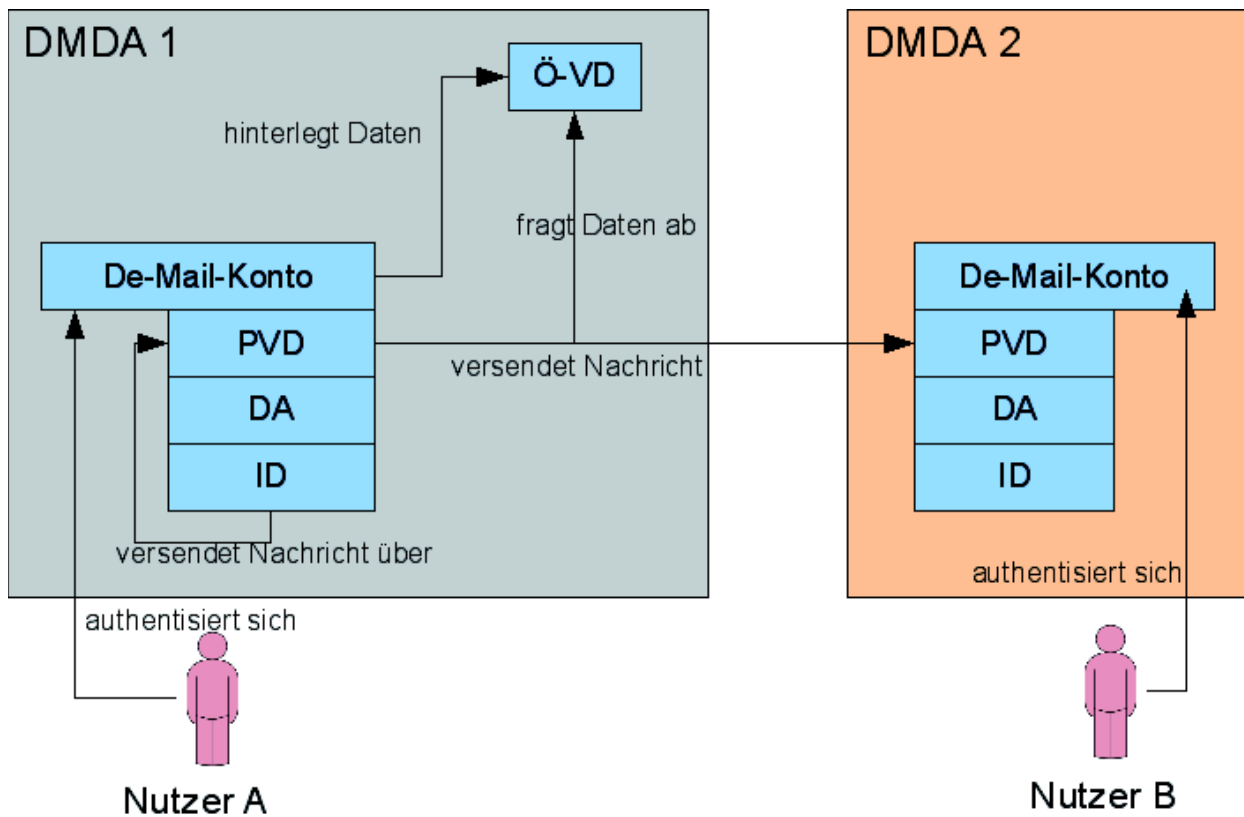 DMDA 1
DMDA 2
Ö-VD
hinterlegt Daten
fragt Daten ab
De-Mail-Konto
De-Mail-Konto
PVD
versendet Nachricht
PVD
DA
DA
ID
ID
versendet Nachricht über
authentisiert sich
authentisiert sich
Nutzer A
Nutzer B